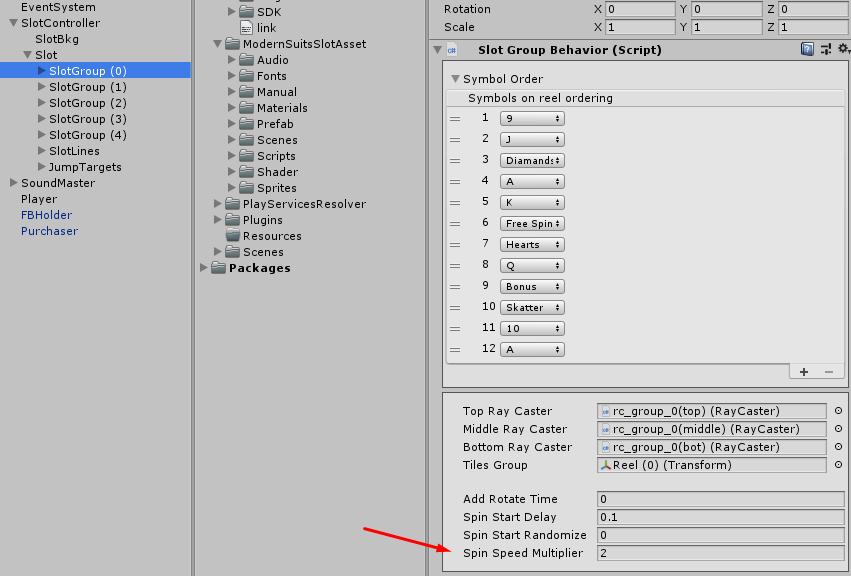 EventSystem
SlotController
SlotBkg
Slot
SlotGroup (0)
SlotGroup (1)
SlotGroup (2)
SlotGroup (3)
SlotGroup (4)
SlotLines
JumpTargets
SoundMaster
Player
FBHolder
Purchaser
SDK
link
ModernSuitsSlotAsset
Audio
Fonts
Manual
Materials
Prefab
Scenes
Scripts
Shader
Sprites
PlayServicesResolver
Plugins
Resources
Scenes
Packages
Rotation X 0 Y 0 Z 0
Scale X 1 Y 1 Z 1
Slot Group Behavior (Script)
Symbol Order
Symbols on reel ordering
1 9
2 J
3 Diamands
4 A
5 K
6 Free Spin
7 Hearts
8 Q
9 Bonus
10 Skatter
11 10
12 A
+ −
Top Ray Caster rc_group_0(top) (RayCaster)
Middle Ray Caster rc_group_0(middle) (RayCaster)
Bottom Ray Caster rc_group_0(bot) (RayCaster)
Tiles Group Reel (0) (Transform)
Add Rotate Time 0
Spin Start Delay 0.1
Spin Start Randomize 0
Spin Speed Multiplier 2